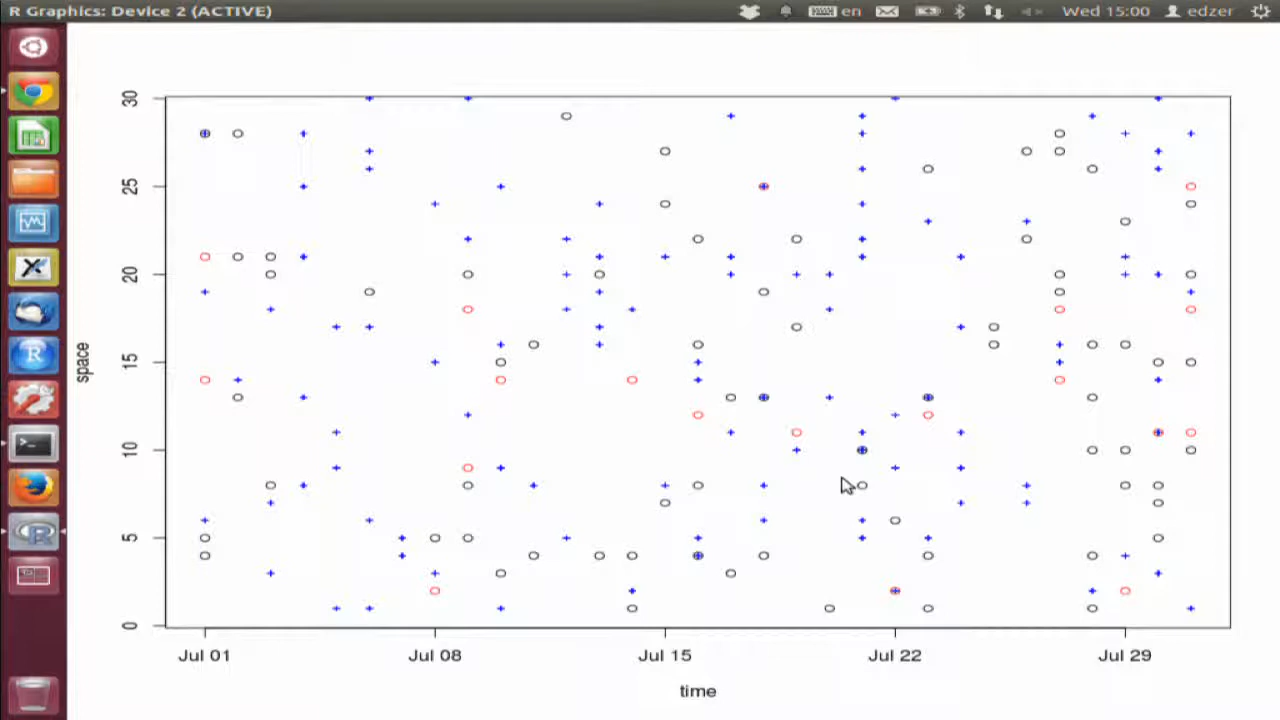 R Graphics: Device 2 (ACTIVE)
en
Wed 15:00
edzer
30
25
20
15
10
5
0
space
Jul 01
Jul 08
Jul 15
Jul 22
Jul 29
time